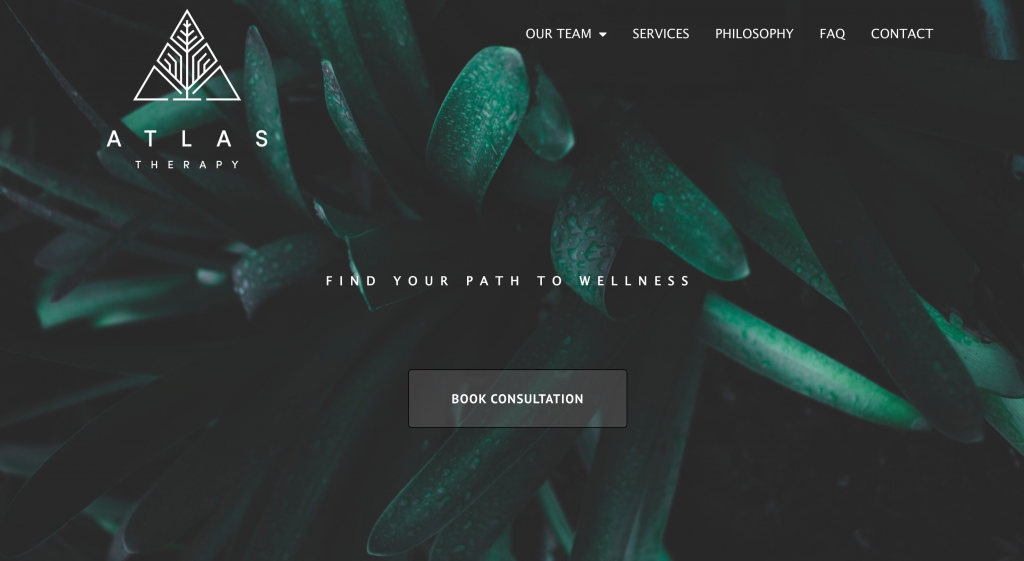 ATLAS
THERAPY
OUR TEAM SERVICES PHILOSOPHY FAQ CONTACT
FIND YOUR PATH TO WELLNESS
BOOK CONSULTATION